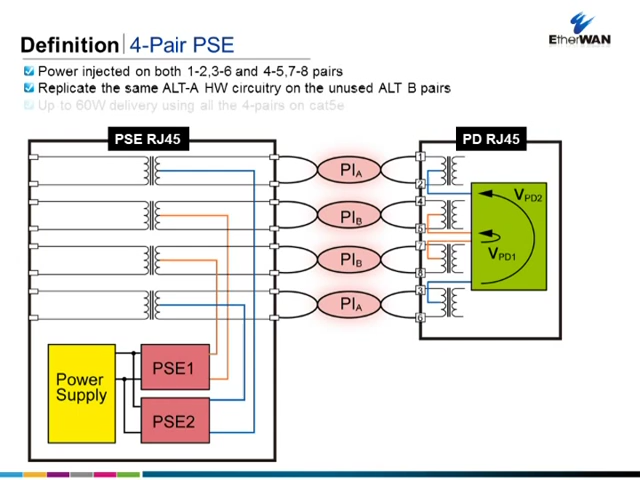 EtherWAN
Definition | 4-Pair PSE
Power injected on both 1-2,3-6 and 4-5,7-8 pairs
Replicate the same ALT-A HW circuitry on the unused ALT B pairs
Up to 60W delivery using all the 4-pairs on cat5e
PSE RJ45
PD RJ45
PIA
PIB
PIB
PIA
1
2
4
5
7
8
3
6
VPD2
VPD1
Power
Supply
PSE1
PSE2